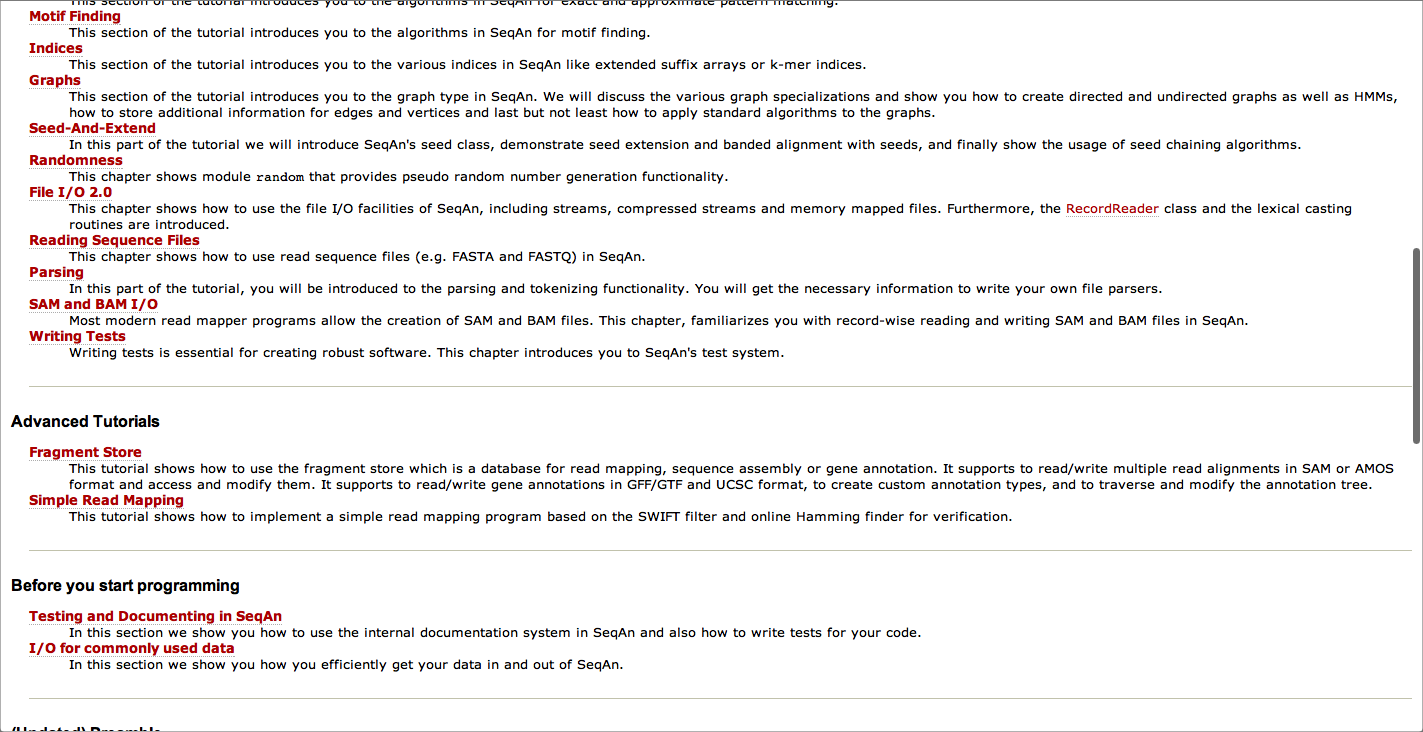 This section of the tutorial introduces you to the algorithms in SeqAn for exact and approximate pattern matching.
Motif Finding
This section of the tutorial introduces you to the algorithms in SeqAn for motif finding.
Indices
This section of the tutorial introduces you to the various indices in SeqAn like extended suffix arrays or k-mer indices.
Graphs
This section of the tutorial introduces you to the graph type in SeqAn. We will discuss the various graph specializations and show you how to create directed and undirected graphs as well as HMMs,
how to store additional information for edges and vertices and last but not least how to apply standard algorithms to the graphs.
Seed-And-Extend
In this part of the tutorial we will introduce SeqAn's seed class, demonstrate seed extension and banded alignment with seeds, and finally show the usage of seed chaining algorithms.
Randomness
This chapter shows module random that provides pseudo random number generation functionality.
File I/O 2.0
This chapter shows how to use the file I/O facilities of SeqAn, including streams, compressed streams and memory mapped files. Furthermore, the RecordReader class and the lexical casting
routines are introduced.
Reading Sequence Files
This chapter shows how to use read sequence files (e.g. FASTA and FASTQ) in SeqAn.
Parsing
In this part of the tutorial, you will be introduced to the parsing and tokenizing functionality. You will get the necessary information to write your own file parsers.
SAM and BAM I/O
Most modern read mapper programs allow the creation of SAM and BAM files. This chapter, familiarizes you with record-wise reading and writing SAM and BAM files in SeqAn.
Writing Tests
Writing tests is essential for creating robust software. This chapter introduces you to SeqAn's test system.
Advanced Tutorials
Fragment Store
This tutorial shows how to use the fragment store which is a database for read mapping, sequence assembly or gene annotation. It supports to read/write multiple read alignments in SAM or AMOS
format and access and modify them. It supports to read/write gene annotations in GFF/GTF and UCSC format, to create custom annotation types, and to traverse and modify the annotation tree.
Simple Read Mapping
This tutorial shows how to implement a simple read mapping program based on the SWIFT filter and online Hamming finder for verification.
Before you start programming
Testing and Documenting in SeqAn
In this section we show you how to use the internal documentation system in SeqAn and also how to write tests for your code.
I/O for commonly used data
In this section we show you how you efficiently get your data in and out of SeqAn.
(Updated) Preamble